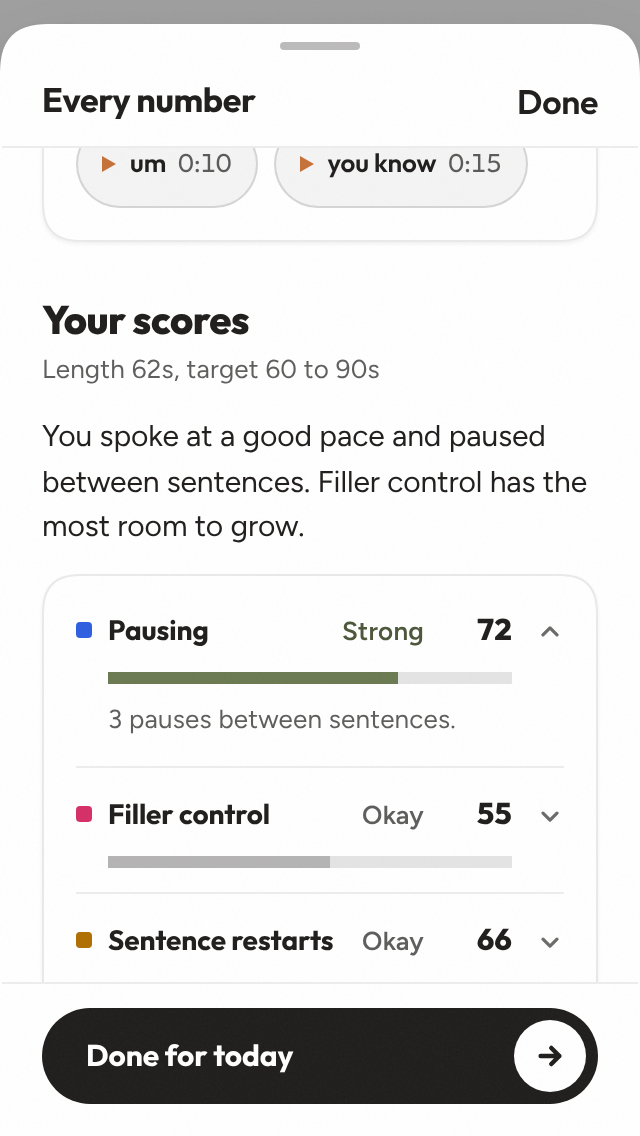 Every number
Done
um 0:10
you know 0:15
Your scores
Length 62s, target 60 to 90s
You spoke at a good pace and paused
between sentences. Filler control has the
most room to grow.
Pausing Strong 72
3 pauses between sentences.
Filler control Okay 55
Sentence restarts Okay 66
Done for today